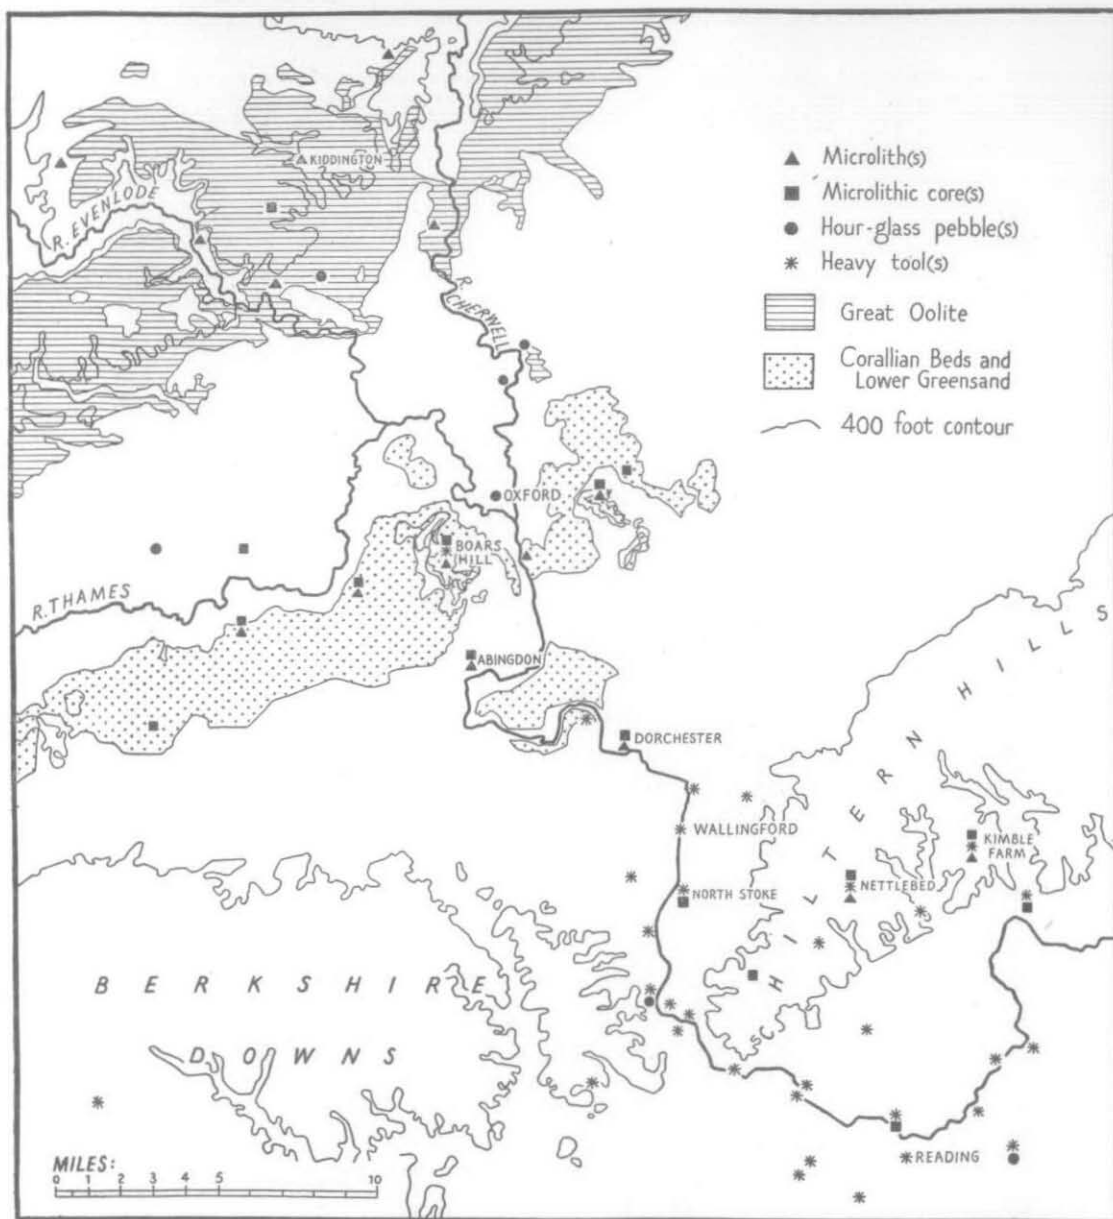 KIDDINGTON
R. EVENLODE
R. CHERWELL
Microlith(s)
Microlithic core(s)
Hour-glass pebble(s)
Heavy tool(s)
Great Oolite
Corallian Beds and
Lower Greensand
400 foot contour
OXFORD
BOARS
HILL
R. THAMES
ABINGDON
DORCHESTER
CHILTERN HILLS
WALLINGFORD
KIMBLE
FARM
NETTLEBED
NORTH STOKE
BERKSHIRE
DOWNS
READING
MILES:
0 1 2 3 4 5 10